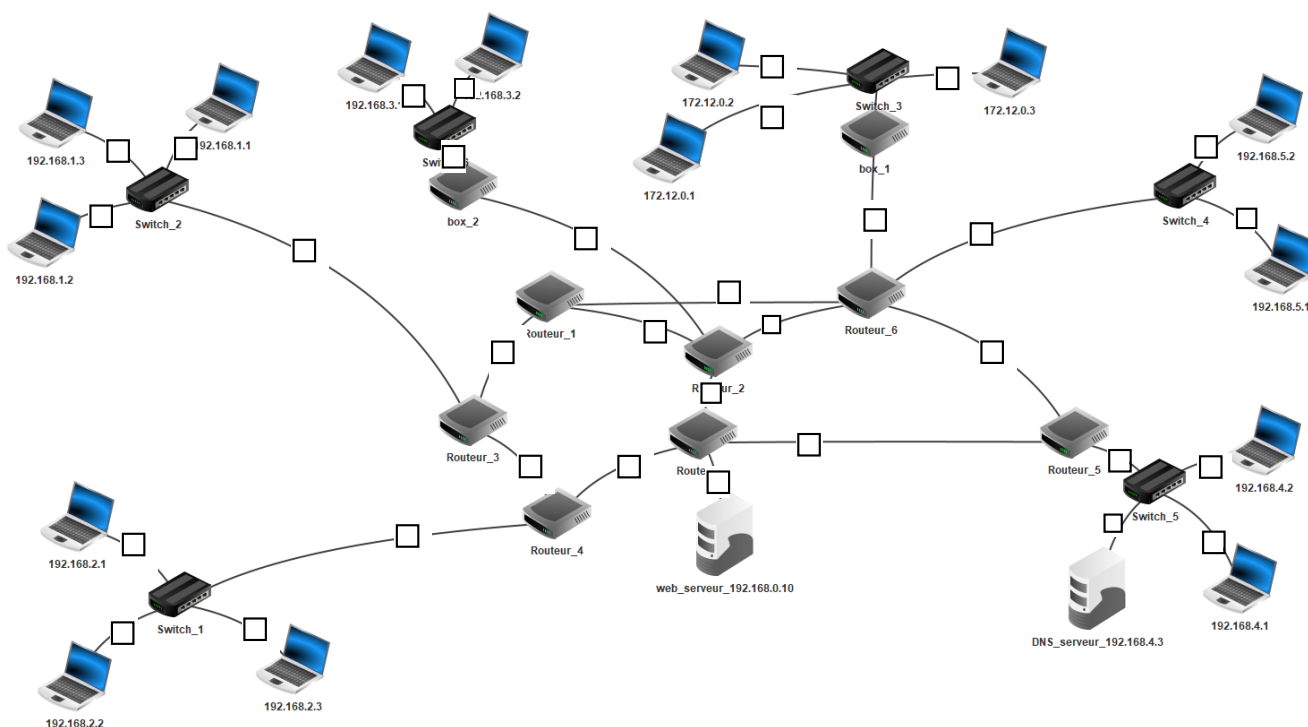 192.168.3.2
172.12.0.2
Switch_3
172.12.0.3
192.168.1.3
192.168.1.1
192.168.3.
172.12.0.1
box_1
192.168.5.2
Switch_2
box_2
Switch_4
192.168.1.2
192.168.5.1
Routeur_1
Routeur_6
Routeur_3
Routeur_5
192.168.4.2
Switch_5
Routeur_4
192.168.2.1
web_serveur_192.168.0.10
Switch_1
192.168.4.1
DNS_serveur_192.168.4.3
192.168.2.3
192.168.2.2